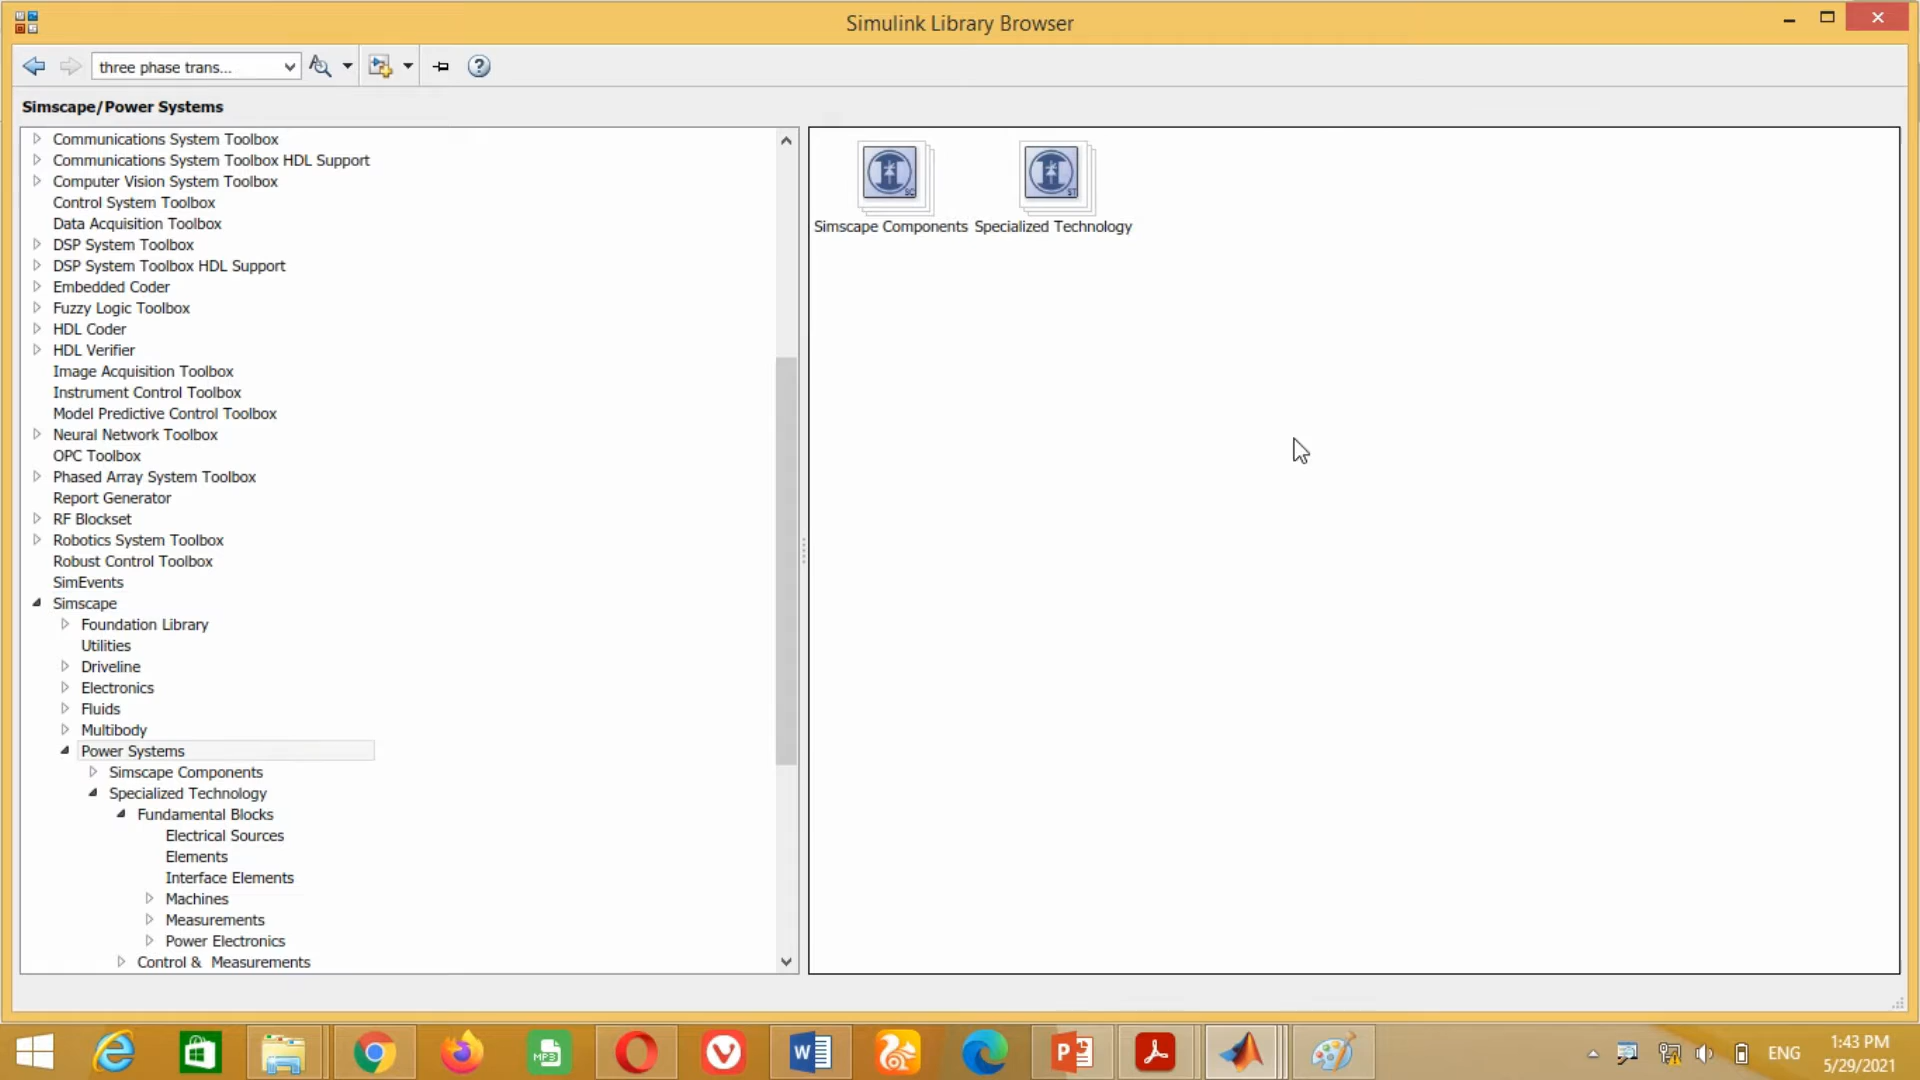 Simulink Library Browser
three phase trans...
Simscape/Power Systems
Communications System Toolbox
Communications System Toolbox HDL Support
Computer Vision System Toolbox
Control System Toolbox
Data Acquisition Toolbox
DSP System Toolbox
DSP System Toolbox HDL Support
Embedded Coder
Fuzzy Logic Toolbox
HDL Coder
HDL Verifier
Image Acquisition Toolbox
Instrument Control Toolbox
Model Predictive Control Toolbox
Neural Network Toolbox
OPC Toolbox
Phased Array System Toolbox
Report Generator
RF Blockset
Robotics System Toolbox
Robust Control Toolbox
SimEvents
Simscape
Foundation Library
Utilities
Driveline
Electronics
Fluids
Multibody
Power Systems
Simscape Components
Specialized Technology
Fundamental Blocks
Electrical Sources
Elements
Interface Elements
Machines
Measurements
Power Electronics
Control & Measurements
SC
ST
Simscape Components Specialized Technology
MP3
ENG
1:43 PM
5/29/2021